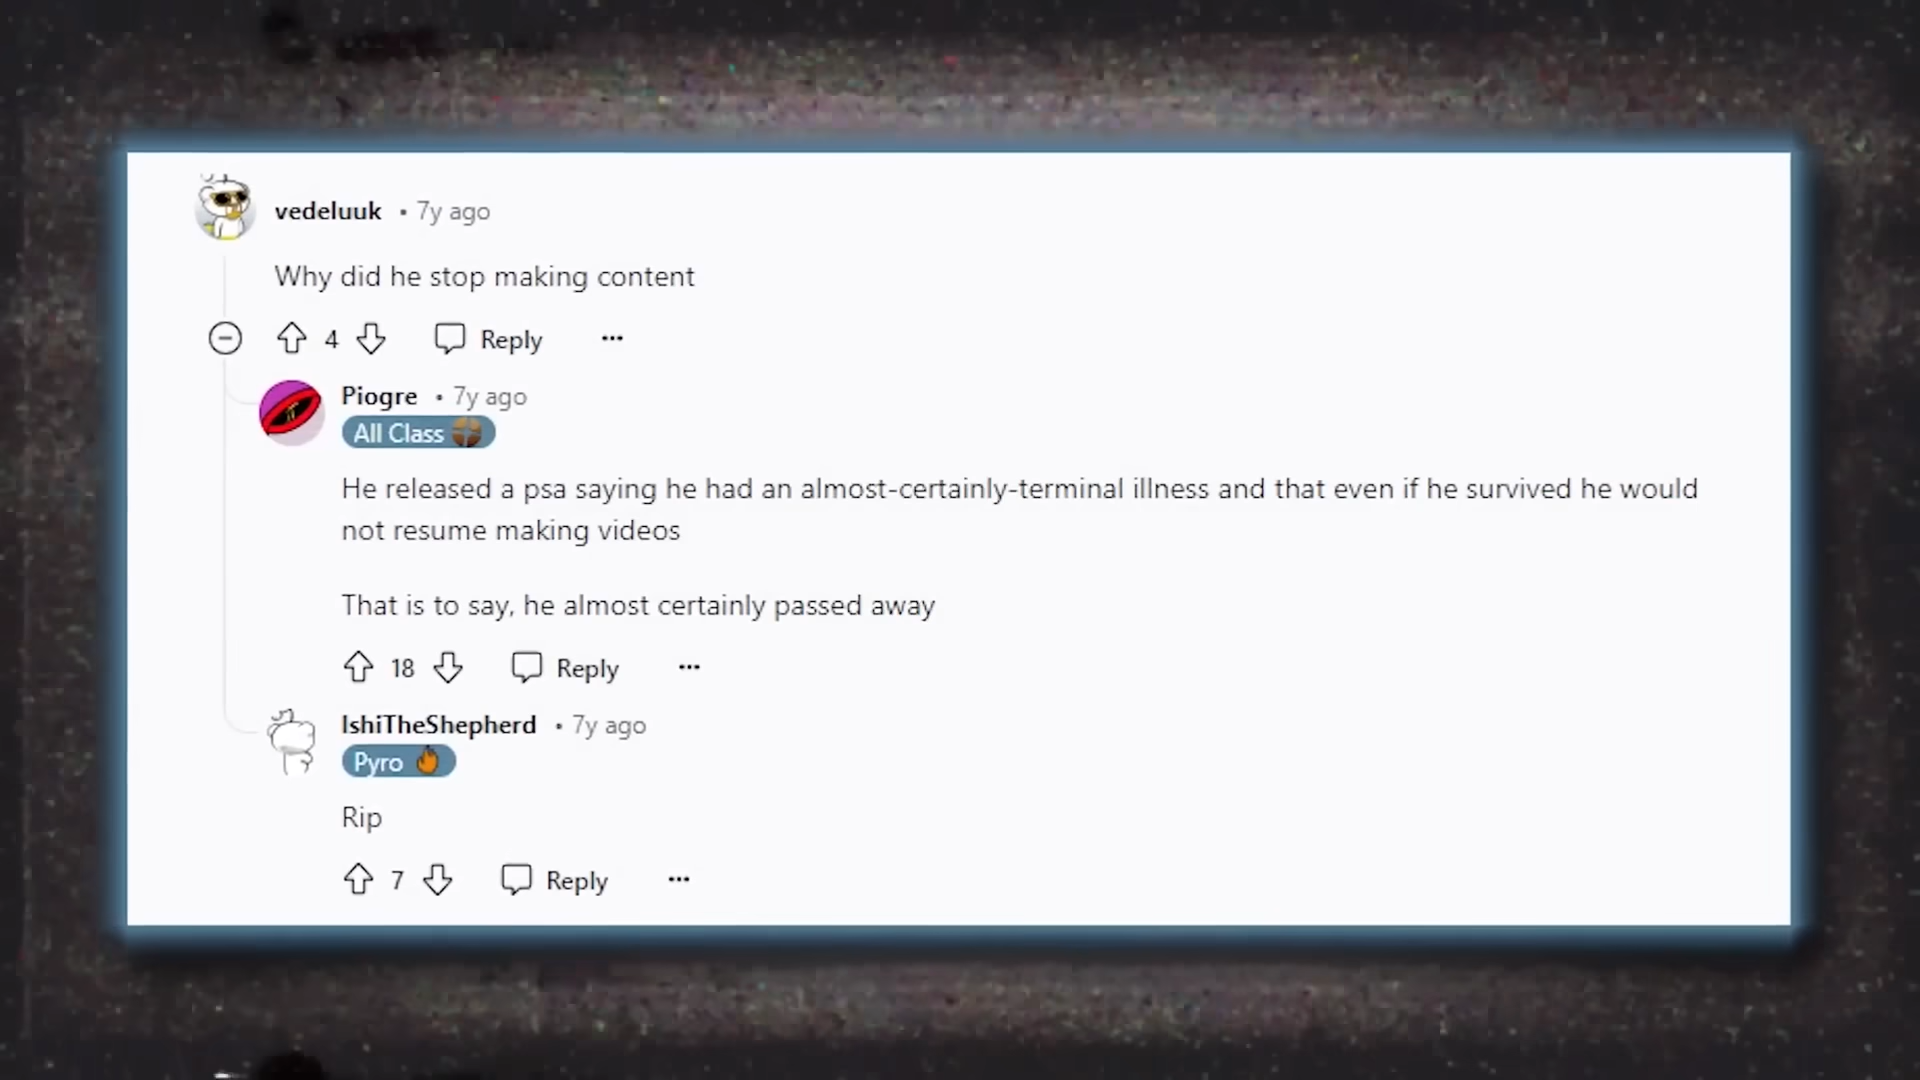 vedeluuk • 7y ago
Why did he stop making content
4 Reply ···
Piogre • 7y ago
All Class
He released a psa saying he had an almost-certainly-terminal illness and that even if he survived he would
not resume making videos
That is to say, he almost certainly passed away
18 Reply ···
IshiTheShepherd • 7y ago
Pyro
Rip
7 Reply ···